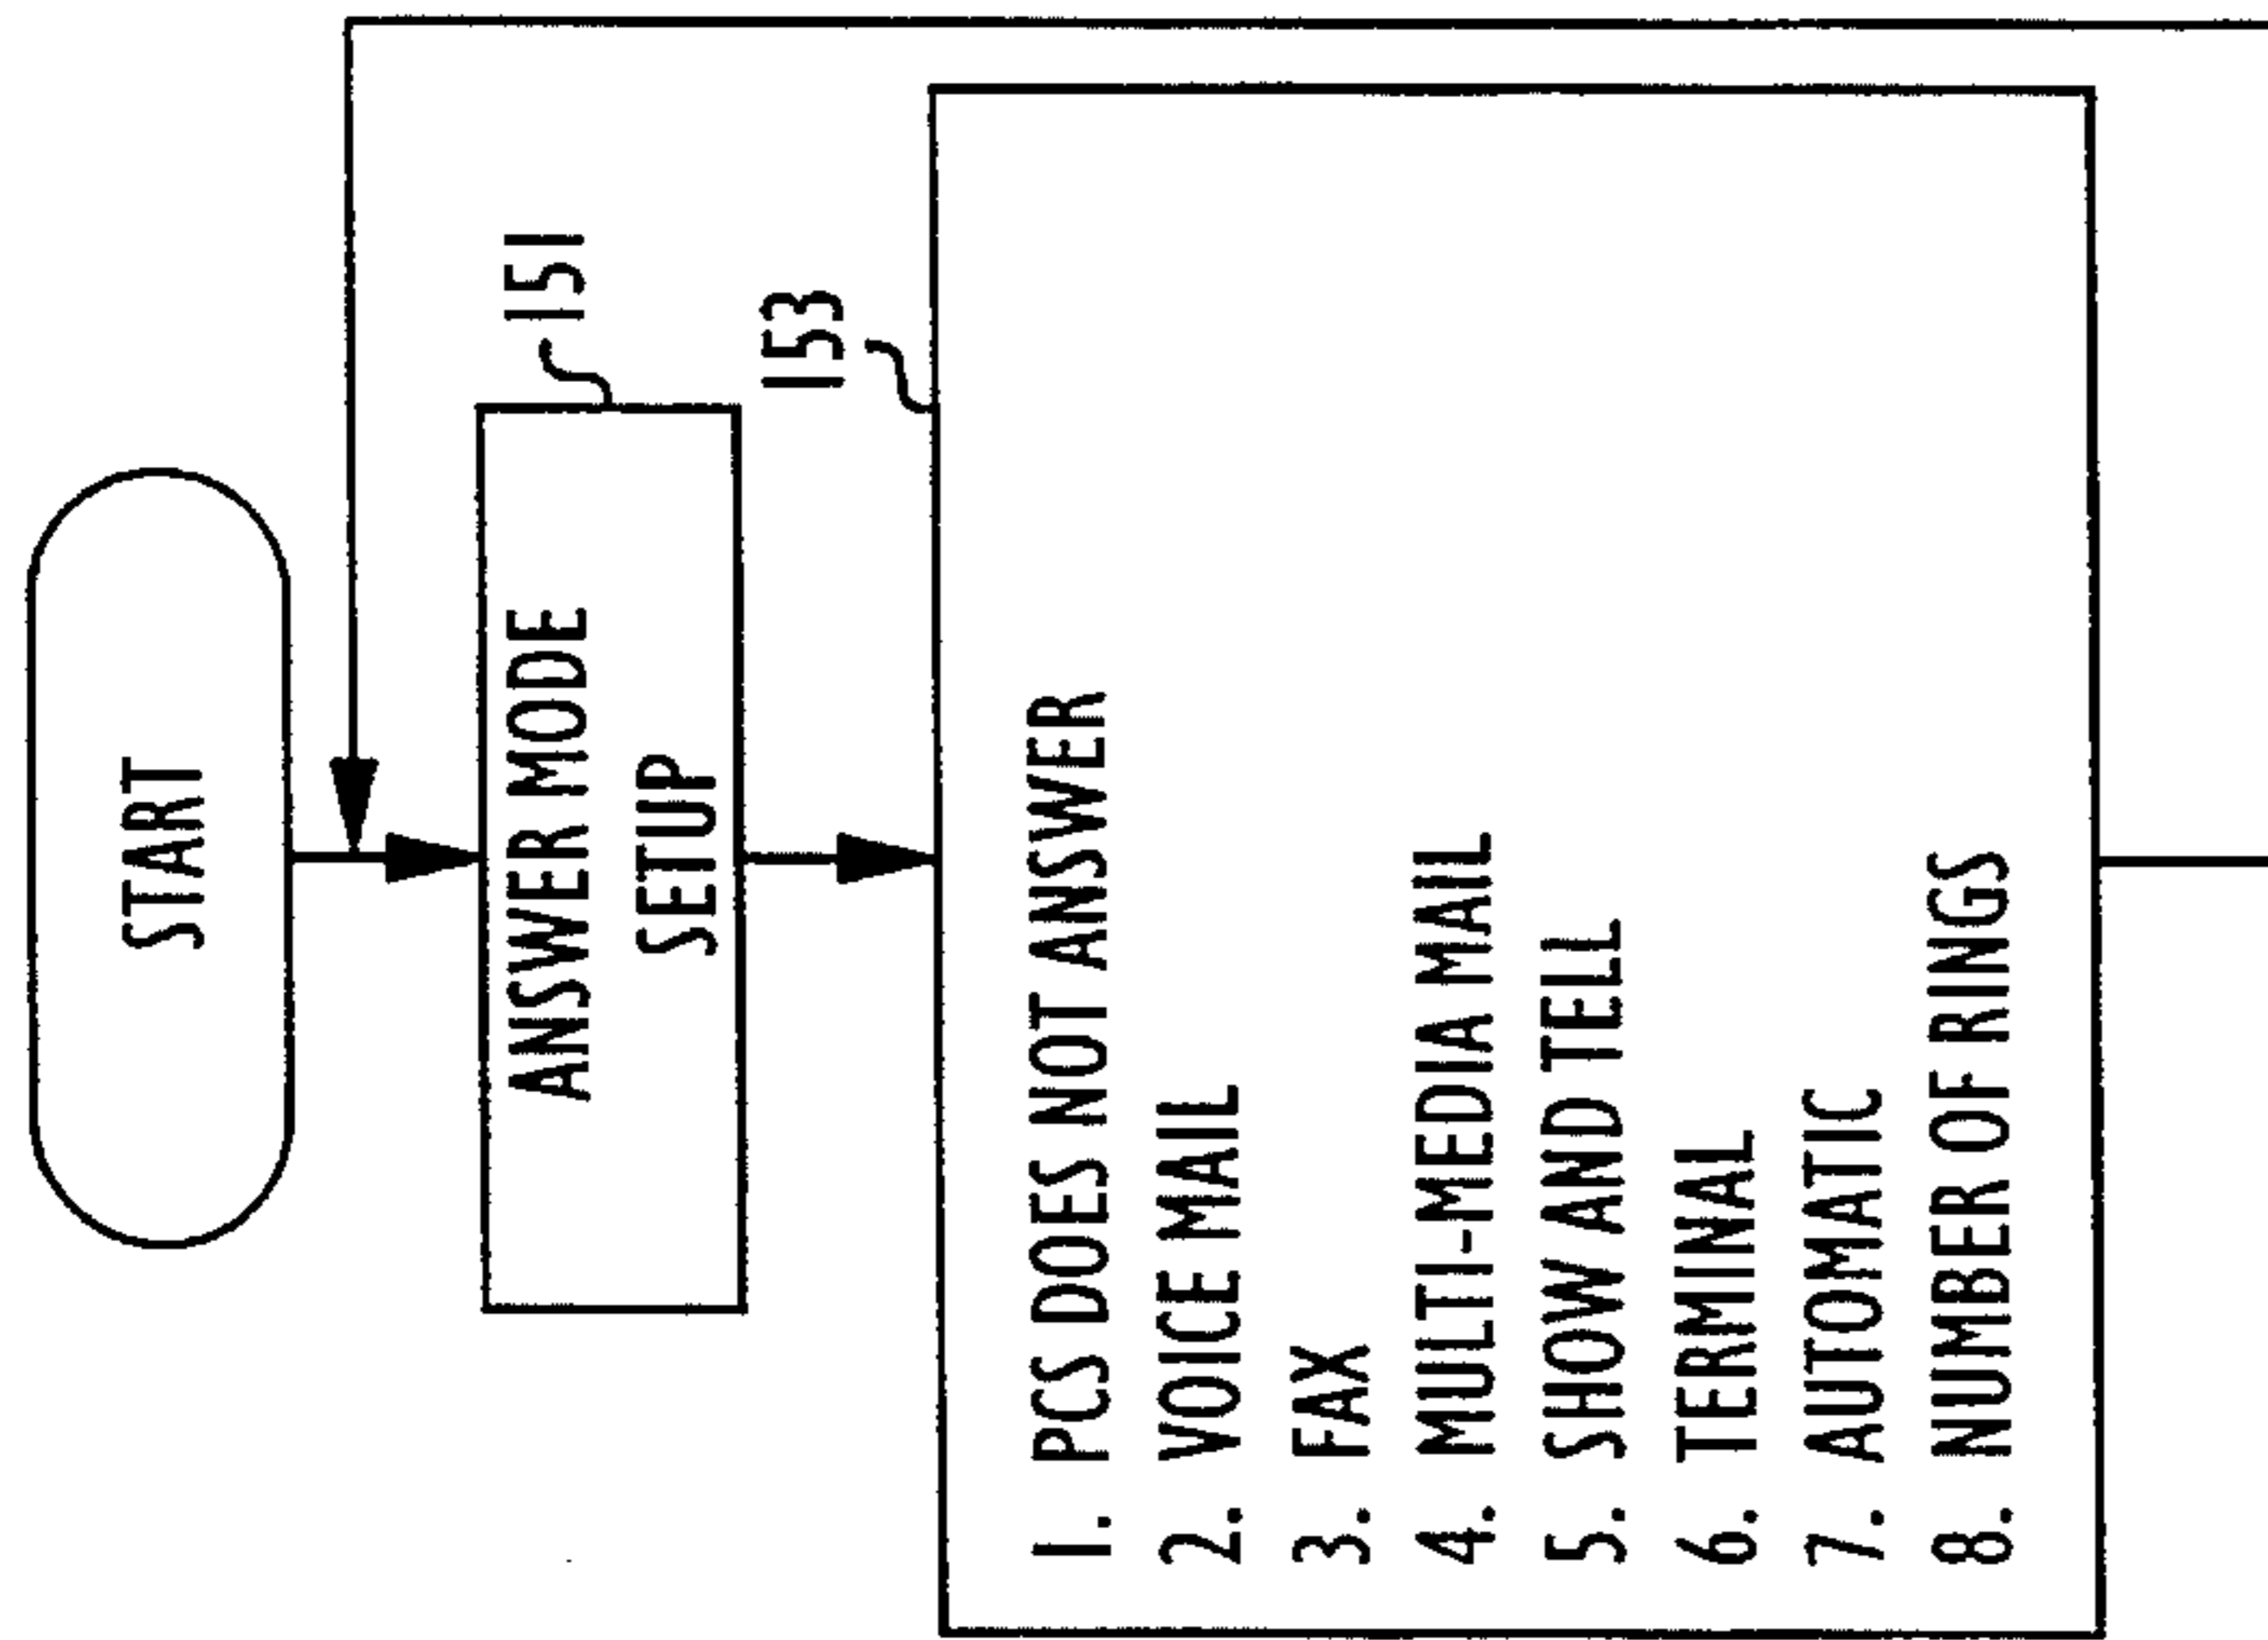 START
151
ANSWER MODE
SETUP
153
1. PCS DOES NOT ANSWER
2. VOICE MAIL
3. FAX
4. MULTI-MEDIA MAIL
5. SHOW AND TELL
6. TERMINAL
7. AUTOMATIC
8. NUMBER OF RINGS